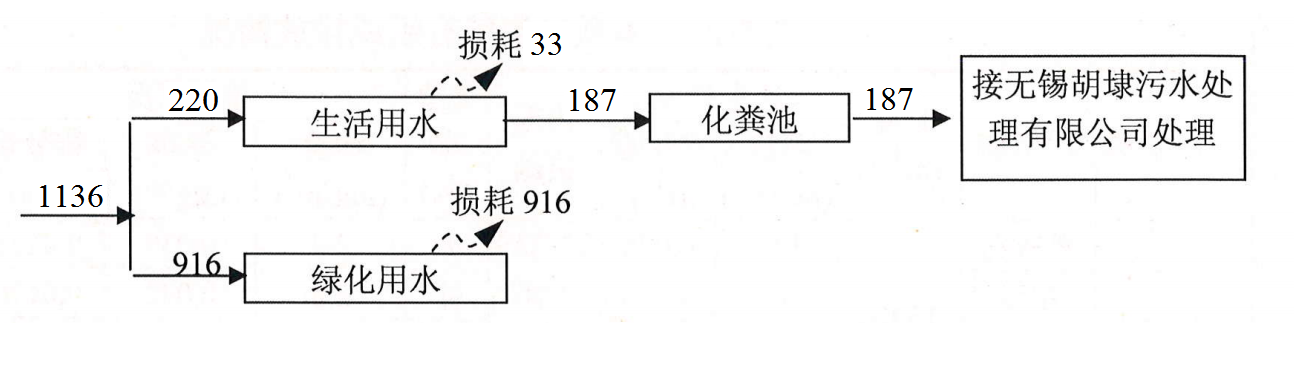 损耗 33
220
生活用水
187
化粪池
187
接无锡胡埭污水处
理有限公司处理
1136
损耗 916
916
绿化用水